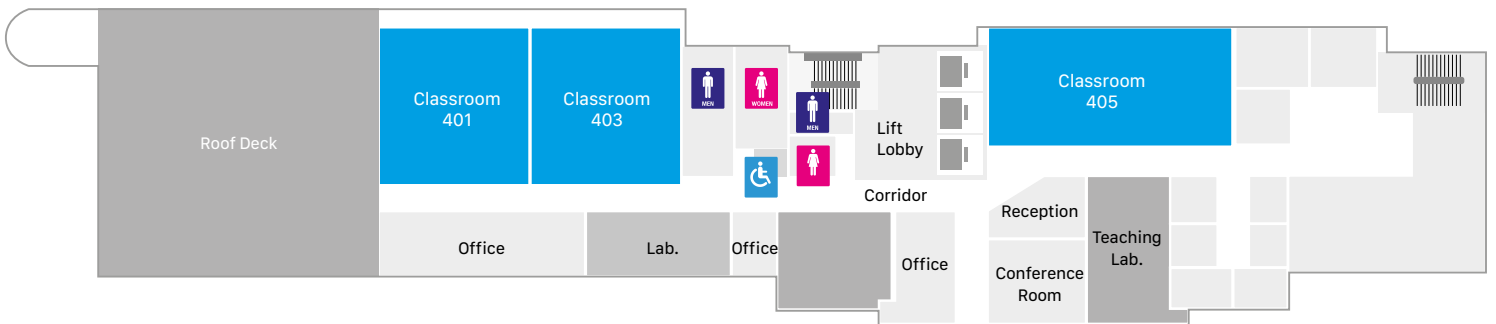 Roof Deck
Classroom
401
Classroom
403
MEN
WOMEN
MEN
Lift
Lobby
Classroom
405
Corridor
Office
Lab.
Office
Office
Reception
Conference
Room
Teaching
Lab.